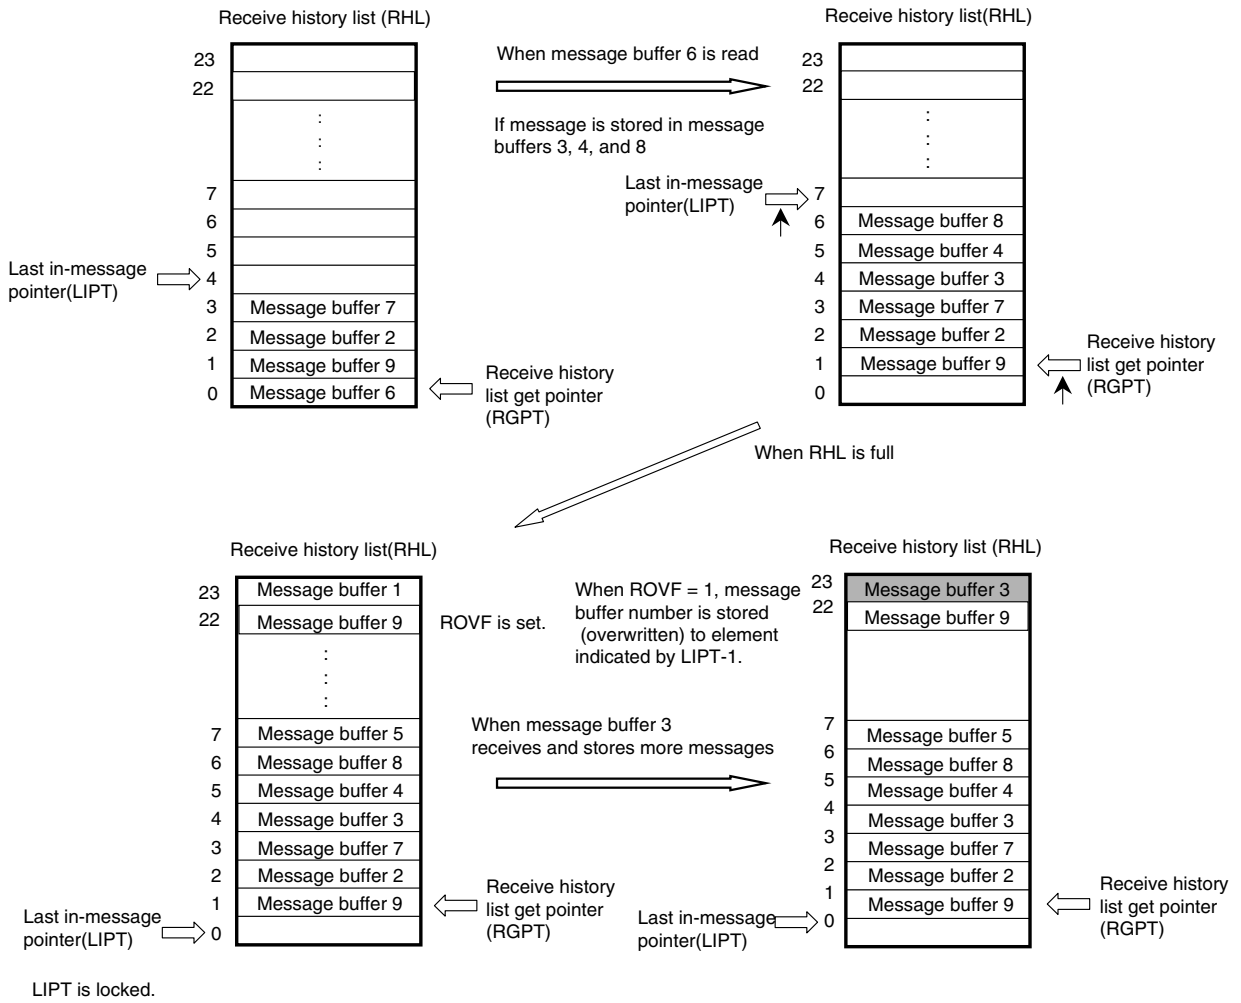 Receive history list (RHL)
23
22
:
.
7
6
5
4
3
2
1
0
Message buffer 7
Message buffer 2
Message buffer 9
Message buffer 6
Last in-message
pointer(LIPT)
Receive history
list get pointer
(RGPT)
When message buffer 6 is read
If message is stored in message
buffers 3, 4, and 8
Receive history list(RHL)
23
22
:
.
7
6
5
4
3
2
1
0
Message buffer 8
Message buffer 4
Message buffer 3
Message buffer 7
Message buffer 2
Message buffer 9
Last in-message
pointer(LIPT)
Receive history
list get pointer
(RGPT)
When RHL is full
Receive history list(RHL)
23
22
7
6
5
4
3
2
1
0
Message buffer 1
Message buffer 9
:
.
Message buffer 5
Message buffer 8
Message buffer 4
Message buffer 3
Message buffer 7
Message buffer 2
Message buffer 9
ROVF is set.
Last in-message
pointer(LIPT)
Receive history
list get pointer
(RGPT)
LIPT is locked.
When ROVF = 1, message
buffer number is stored
(overwritten) to element
indicated by LIPT-1.
When message buffer 3
receives and stores more messages
Receive history list (RHL)
23
22
7
6
5
4
3
2
1
0
Message buffer 3
Message buffer 9
Message buffer 5
Message buffer 8
Message buffer 4
Message buffer 3
Message buffer 7
Message buffer 2
Message buffer 9
Last in-message
pointer(LIPT)
Receive history
list get pointer
(RGPT)